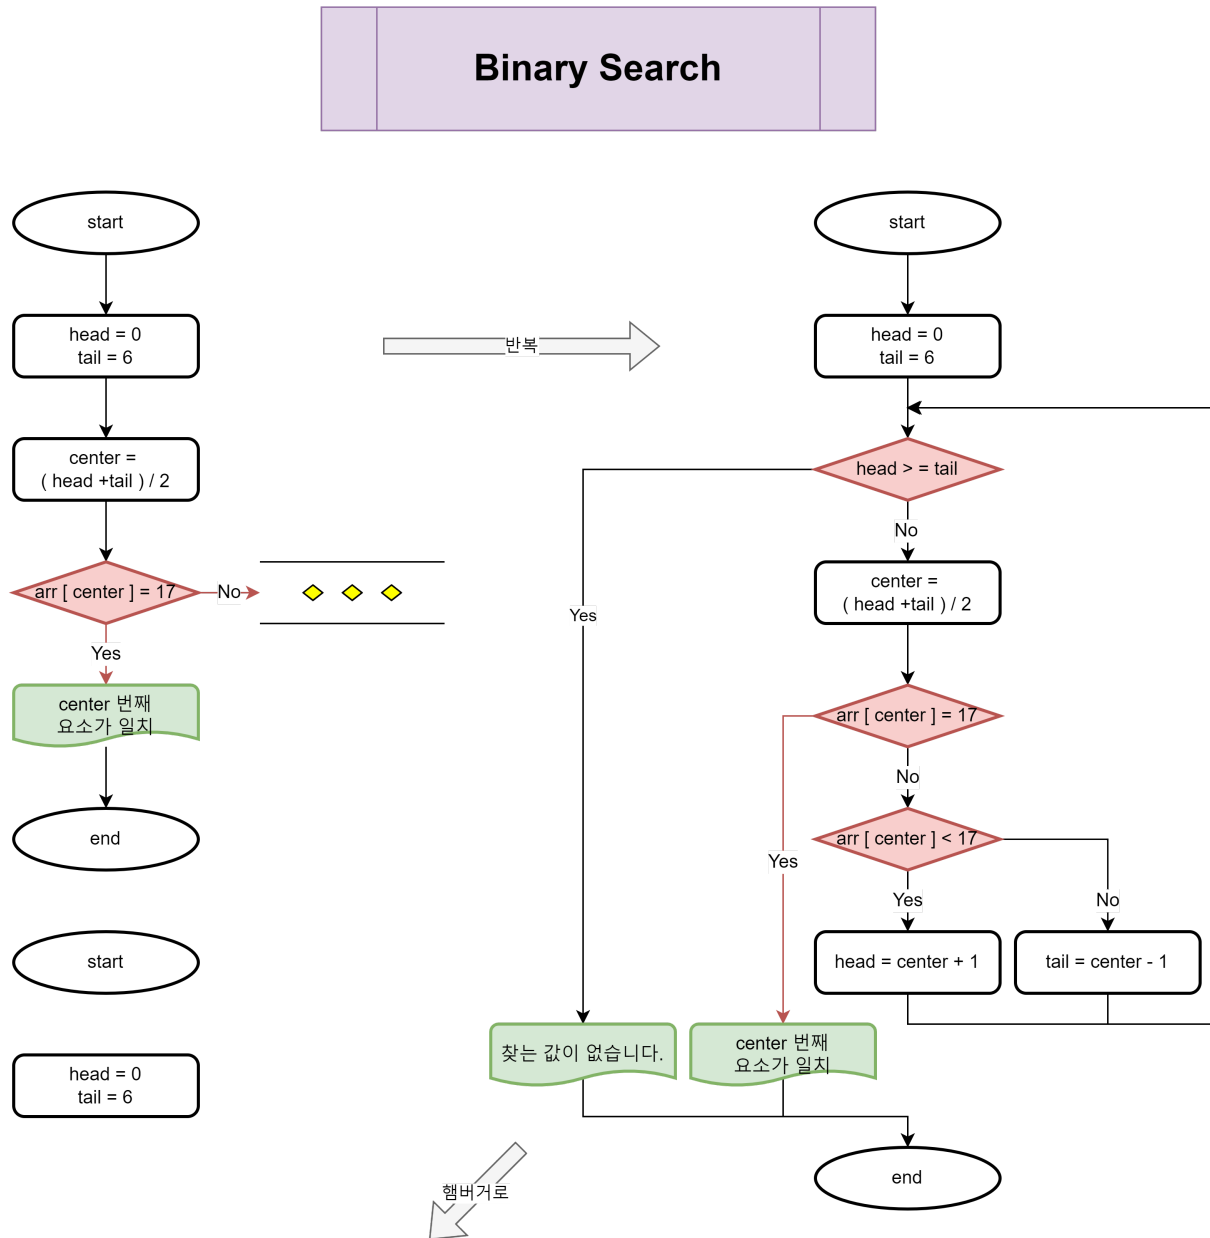 Binary Search
start
head = 0
tail = 6
center =
( head +tail ) / 2
arr [ center ] = 17
No
Yes
center 번째
요소가 일치
end
start
head = 0
tail = 6
반복
start
head = 0
tail = 6
head > = tail
No
Yes
center =
( head +tail ) / 2
arr [ center ] = 17
No
Yes
arr [ center ] < 17
Yes
No
head = center + 1
tail = center - 1
찾는 값이 없습니다.
center 번째
요소가 일치
end
햄버거로